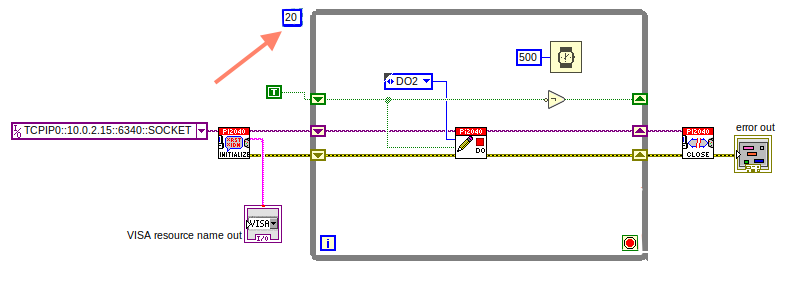 20
500
DO2
T
TCPIP0::10.0.2.15::6340::SOCKET
PI2040
INITIALIZE
PI2040
DO
PI2040
CLOSE
error out
VISA
I/O
VISA resource name out
i